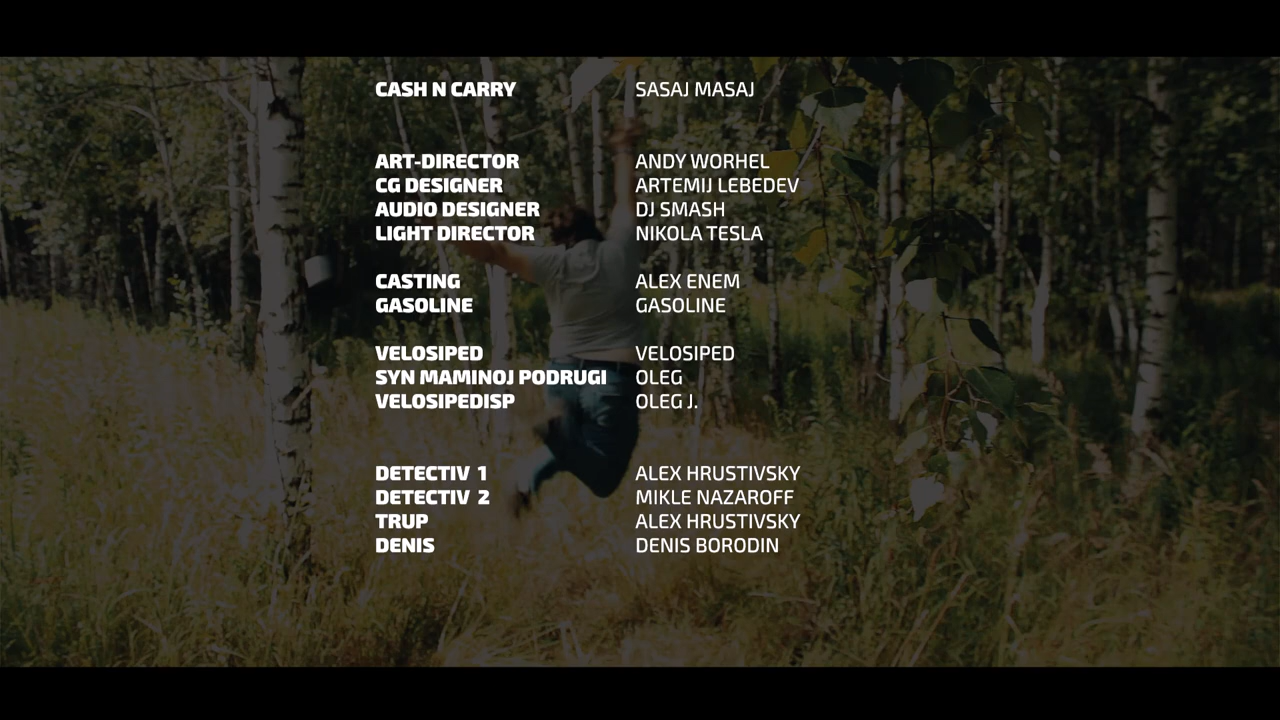 CASH N CARRY SASAJ MASAJ
ART-DIRECTOR ANDY WORHEL
CG DESIGNER ARTEMIJ LEBEDEV
AUDIO DESIGNER DJ SMASH
LIGHT DIRECTOR NIKOLA TESLA
CASTING ALEX ENEM
GASOLINE GASOLINE
VELOSIPED VELOSIPED
SYN MAMINOJ PODRUGI OLEG
VELOSIPEDISP OLEG J.
DETECTIV 1 ALEX HRUSTIVSKY
DETECTIV 2 MIKLE NAZAROFF
TRUP ALEX HRUSTIVSKY
DENIS DENIS BORODIN